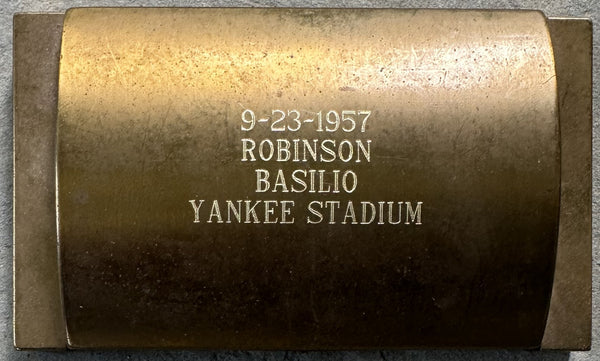 9-23-1957
ROBINSON
BASILIO
YANKEE STADIUM